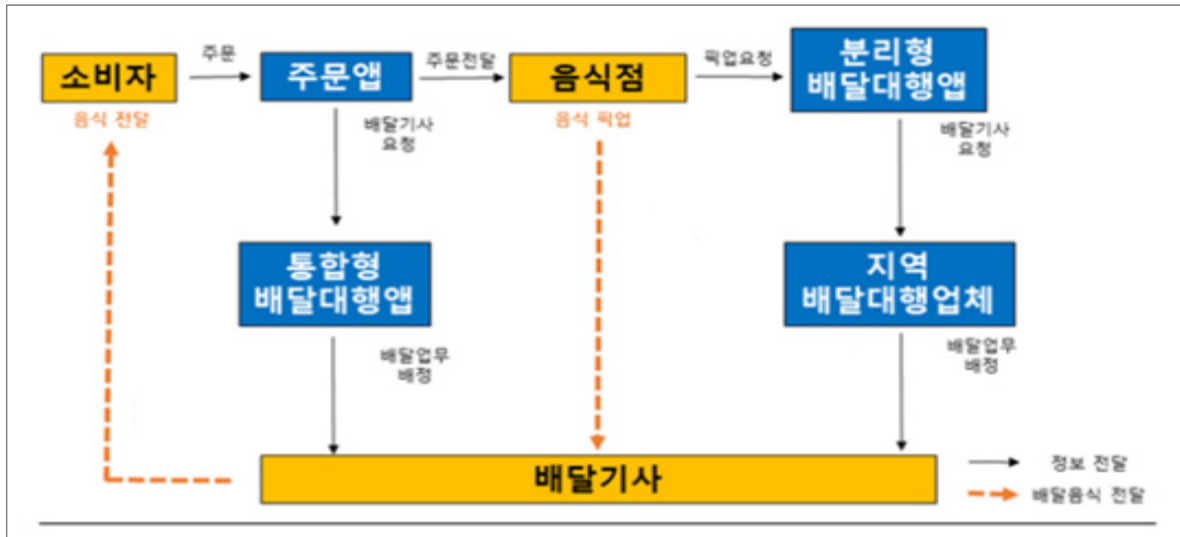 소비자
주문
주문앱
주문전달
음식점
픽업요청
분리형
배달대행앱
음식 전달
배달기사
요청
음식 픽업
배달기사
요청
통합형
배달대행앱
지역
배달대행업체
배달업무
배정
배달업무
배정
배달기사
정보 전달
배달음식 전달